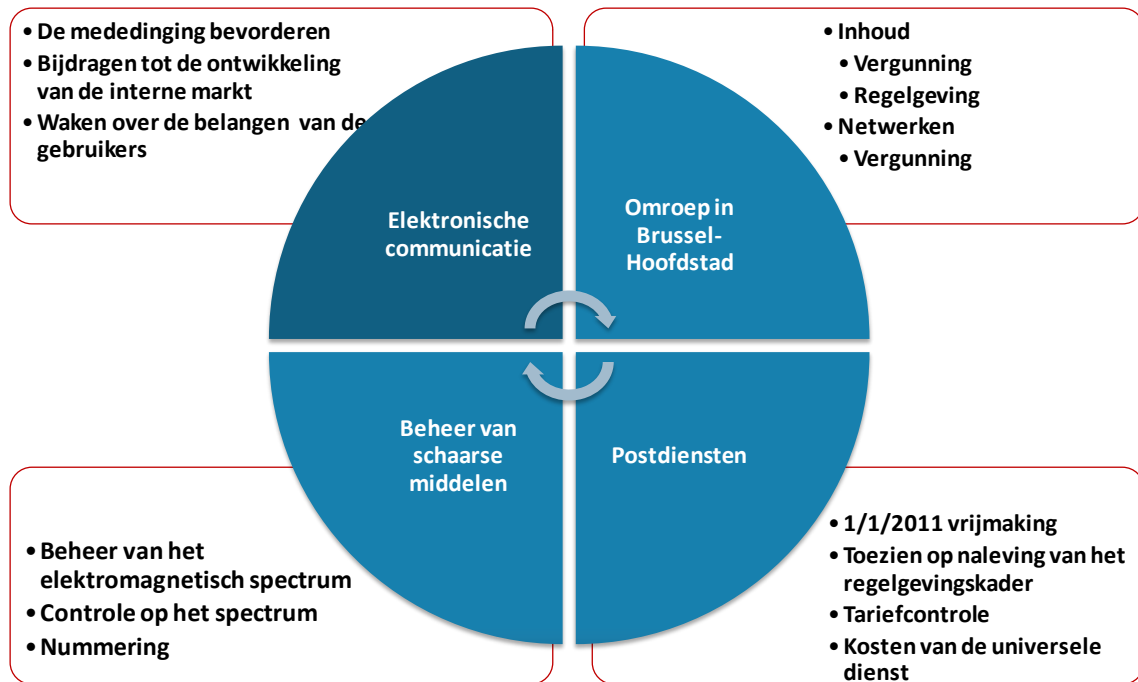 • De mededinging bevorderen
• Bijdragen tot de ontwikkeling
van de interne markt
• Waken over de belangen van de
gebruikers
• Inhoud
• Vergunning
• Regelgeving
• Netwerken
• Vergunning
Elektronische
communicatie
Omroep in
Brussel-
Hoofdstad
Beheer van
schaarse
middelen
Postdiensten
• Beheer van het
elektromagnetisch spectrum
• Controle op het spectrum
• Nummering
• 1/1/2011 vrijmaking
• Toezien op naleving van het
regelgevingskader
• Tariefcontrole
• Kosten van de universele
dienst